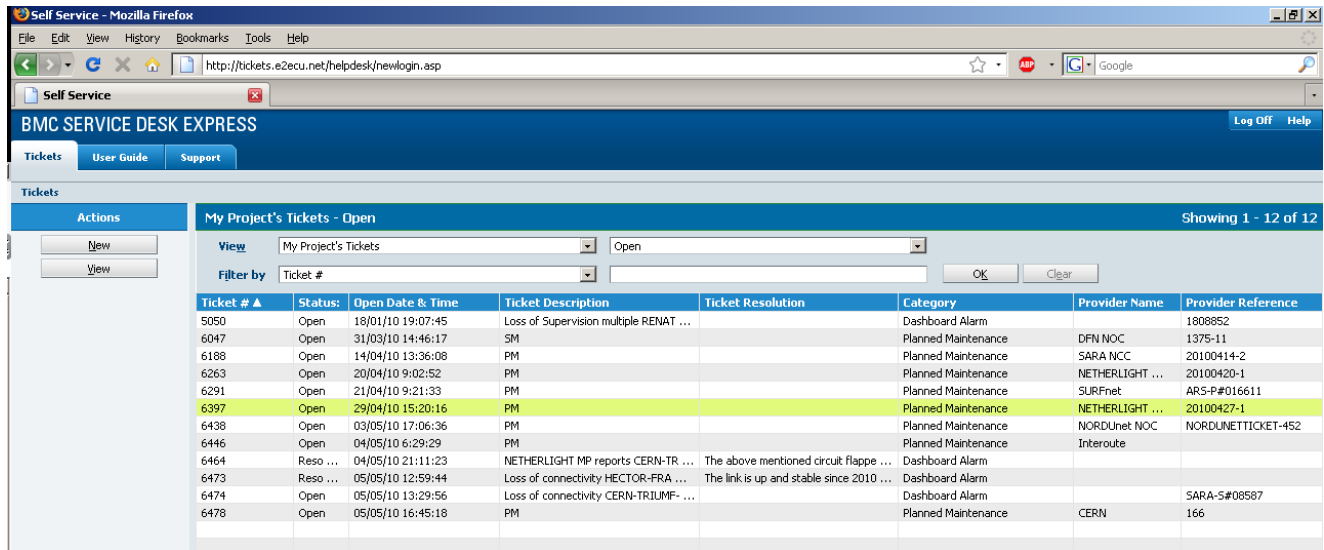 Self Service - Mozilla Firefox
File Edit View History Bookmarks Tools Help
http://tickets.e2ecu.net/helpdesk/newlogin.asp ABP G Google
Self Service
BMC SERVICE DESK EXPRESS Log Off Help
Tickets User Guide Support
Tickets
Actions My Project's Tickets - Open Showing 1 - 12 of 12
New View My Project's Tickets Open
View Filter by Ticket # OK Clear
Ticket # ▲ Status: Open Date & Time Ticket Description Ticket Resolution Category Provider Name Provider Reference
5050 Open 18/01/10 19:07:45 Loss of Supervision multiple RENAT ... Dashboard Alarm 1808852
6047 Open 31/03/10 14:46:17 SM Planned Maintenance DFN NOC 1375-11
6188 Open 14/04/10 13:36:08 PM Planned Maintenance SARA NCC 20100414-2
6263 Open 20/04/10 9:02:52 PM Planned Maintenance NETHERLIGHT ... 20100420-1
6291 Open 21/04/10 9:21:33 PM Planned Maintenance SURFnet ARS-P#016611
6397 Open 29/04/10 15:20:16 PM Planned Maintenance NETHERLIGHT ... 20100427-1
6438 Open 03/05/10 17:06:36 PM Planned Maintenance NORDUnet NOC NORDUNETTICKET-452
6446 Open 04/05/10 6:29:29 PM Planned Maintenance Interoute
6464 Reso ... 04/05/10 21:11:23 NETHERLIGHT MP reports CERN-TR ... The above mentioned circuit flappe ... Dashboard Alarm
6473 Reso ... 05/05/10 12:59:44 Loss of connectivity HECTOR-FRA ... The link is up and stable since 2010 ... Dashboard Alarm
6474 Open 05/05/10 13:29:56 Loss of connectivity CERN-TRIUMF- ... Dashboard Alarm SARA-S#08587
6478 Open 05/05/10 16:45:18 PM Planned Maintenance CERN 166